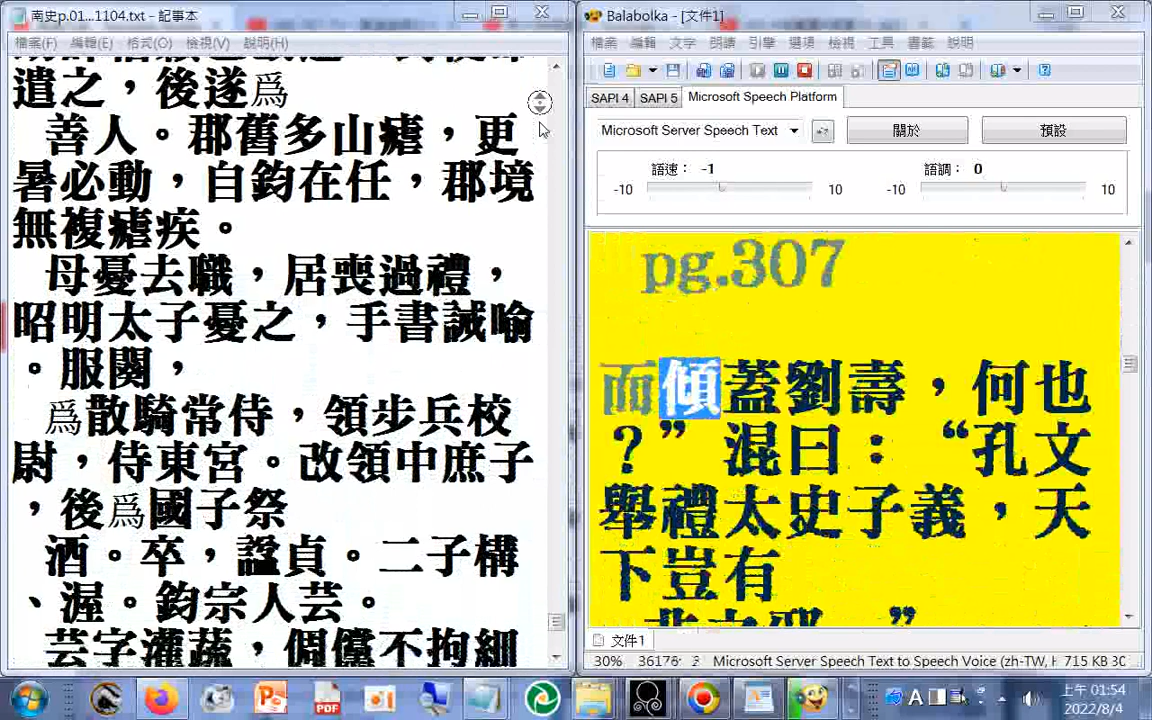 南史p.01...1104.txt - 記事本
檔案(F) 編輯(E) 格式(O) 檢視(V) 說明(H)
遣之，後遂爲
善人。郡舊多山瘧，更
暑必動，自鈞在任，郡境
無複瘧疾。
母憂去職，居喪過禮，
昭明太子憂之，手書誡喻
。服闋，
爲散騎常侍，領步兵校
尉，侍東宮。改領中庶子
，後爲國子祭
酒。卒，諡貞。二子構
、渥。鈞宗人芸。
芸字灌蔬，倜儻不拘細
Balabolka - [文件1]
檔案 編輯 文字 朗讀 引擎 選項 檢視 工具 書籤 說明
SAPI 4 SAPI 5 Microsoft Speech Platform
Microsoft Server Speech Text 關於 預設
語速： -1 語調： 0
-10 10 -10 10
pg.307
而傾蓋劉壽，何也
？” 混曰：“孔文
舉禮太史子義，天
下豈有
文件1
30% 36176 Microsoft Server Speech Text to Speech Voice (zh-TW, H 715 KB
上午 01:54
2022/8/4